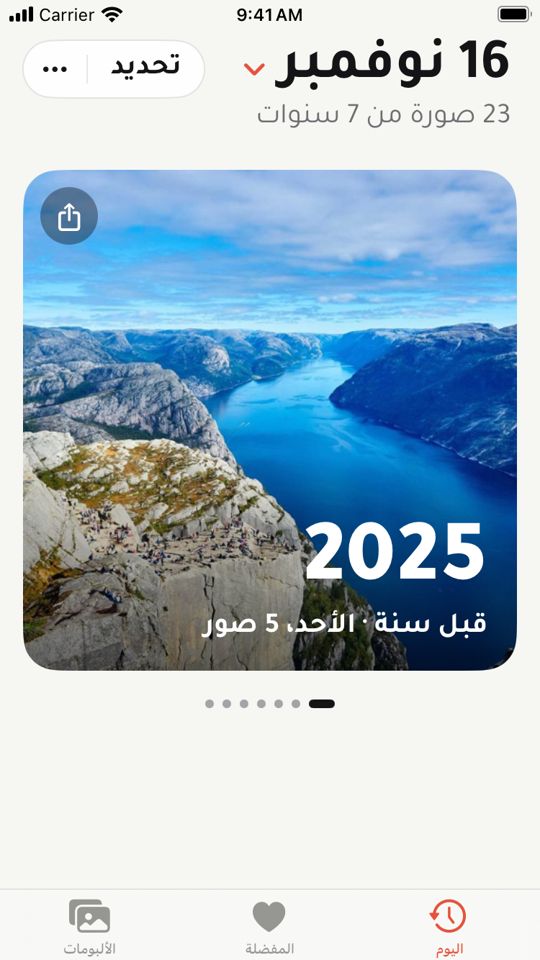 Carrier 9:41 AM
16 نوفمبر
تحديد
23 صورة من 7 سنوات
2025
قبل سنة · الأحد، 5 صور
اليوم
المفضلة
الألبومات